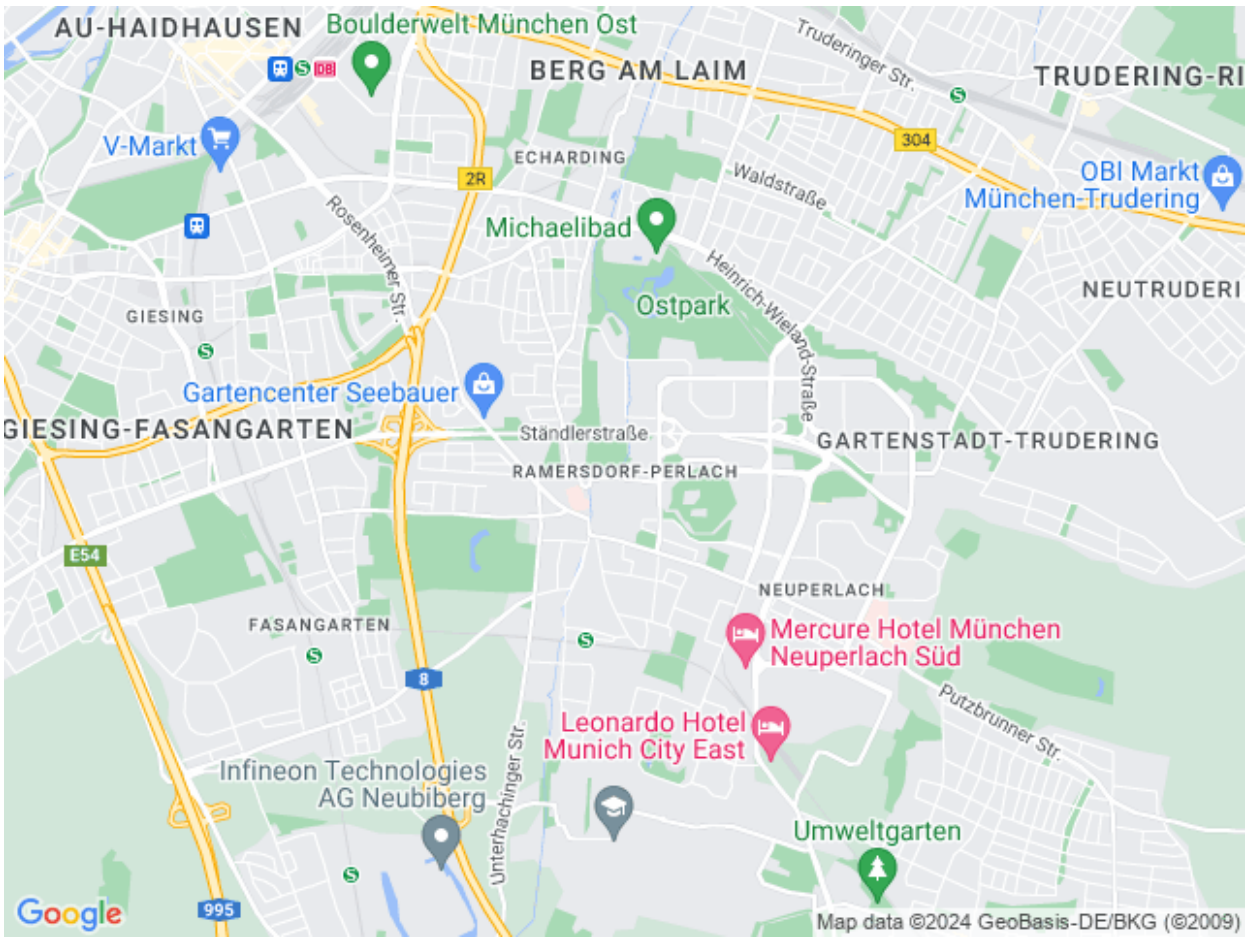 AU-HAIDHAUSEN
Boulderwelt München Ost
Truderinger Str.
BERG AM LAIM
TRUDERING-RI
S
DB
S
V-Markt
304
ECHARDING
2R
Waldstraße
OBI Markt
München-Trudering
Rosenheimer Str.
Michaelibad
Heinrich-Wieland-Straße
Ostpark
NEUTRUDERI
GIESING
S
Gartencenter Seebauer
GIESING-FASANGARTEN
Ständlerstraße
GARTENSTADT-TRUDERING
RAMERSDORF-PERLACH
E54
NEUPERLACH
FASANGARTEN
S
S
Mercure Hotel München
Neuperlach Süd
8
Putzbrunner Str.
Leonardo Hotel
Munich City East
Unterhachinger Str.
Infineon Technologies
AG Neubiberg
Umweltgarten
S
995
Google
Map data ©2024 GeoBasis-DE/BKG (©2009)